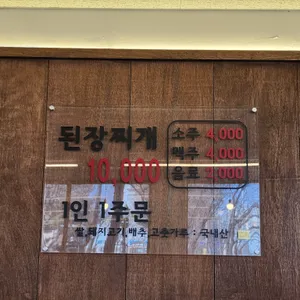 된장찌개
10,000
소주 4,000
맥주 4,000
음료 2,000
1인 1주문
쌀,돼지고기,배추,고춧가루 : 국내산